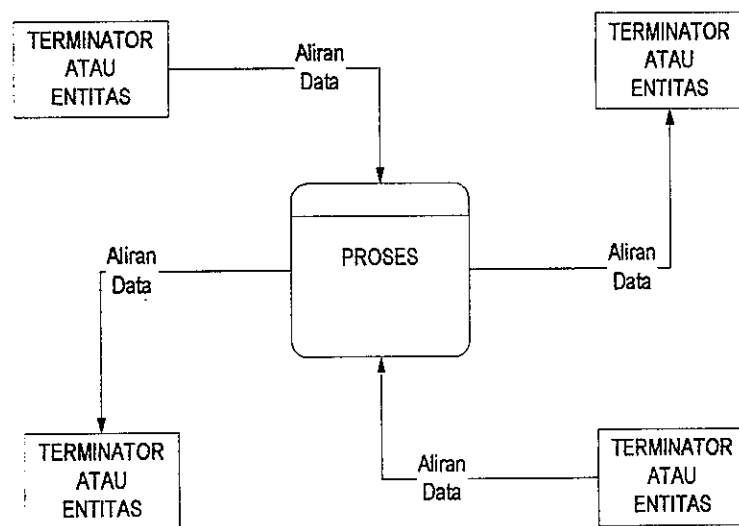 TERMINATOR
ATAU
ENTITAS
Aliran
Data
TERMINATOR
ATAU
ENTITAS
Aliran
Data
PROSES
Aliran
Data
TERMINATOR
ATAU
ENTITAS
Aliran
Data
TERMINATOR
ATAU
ENTITAS